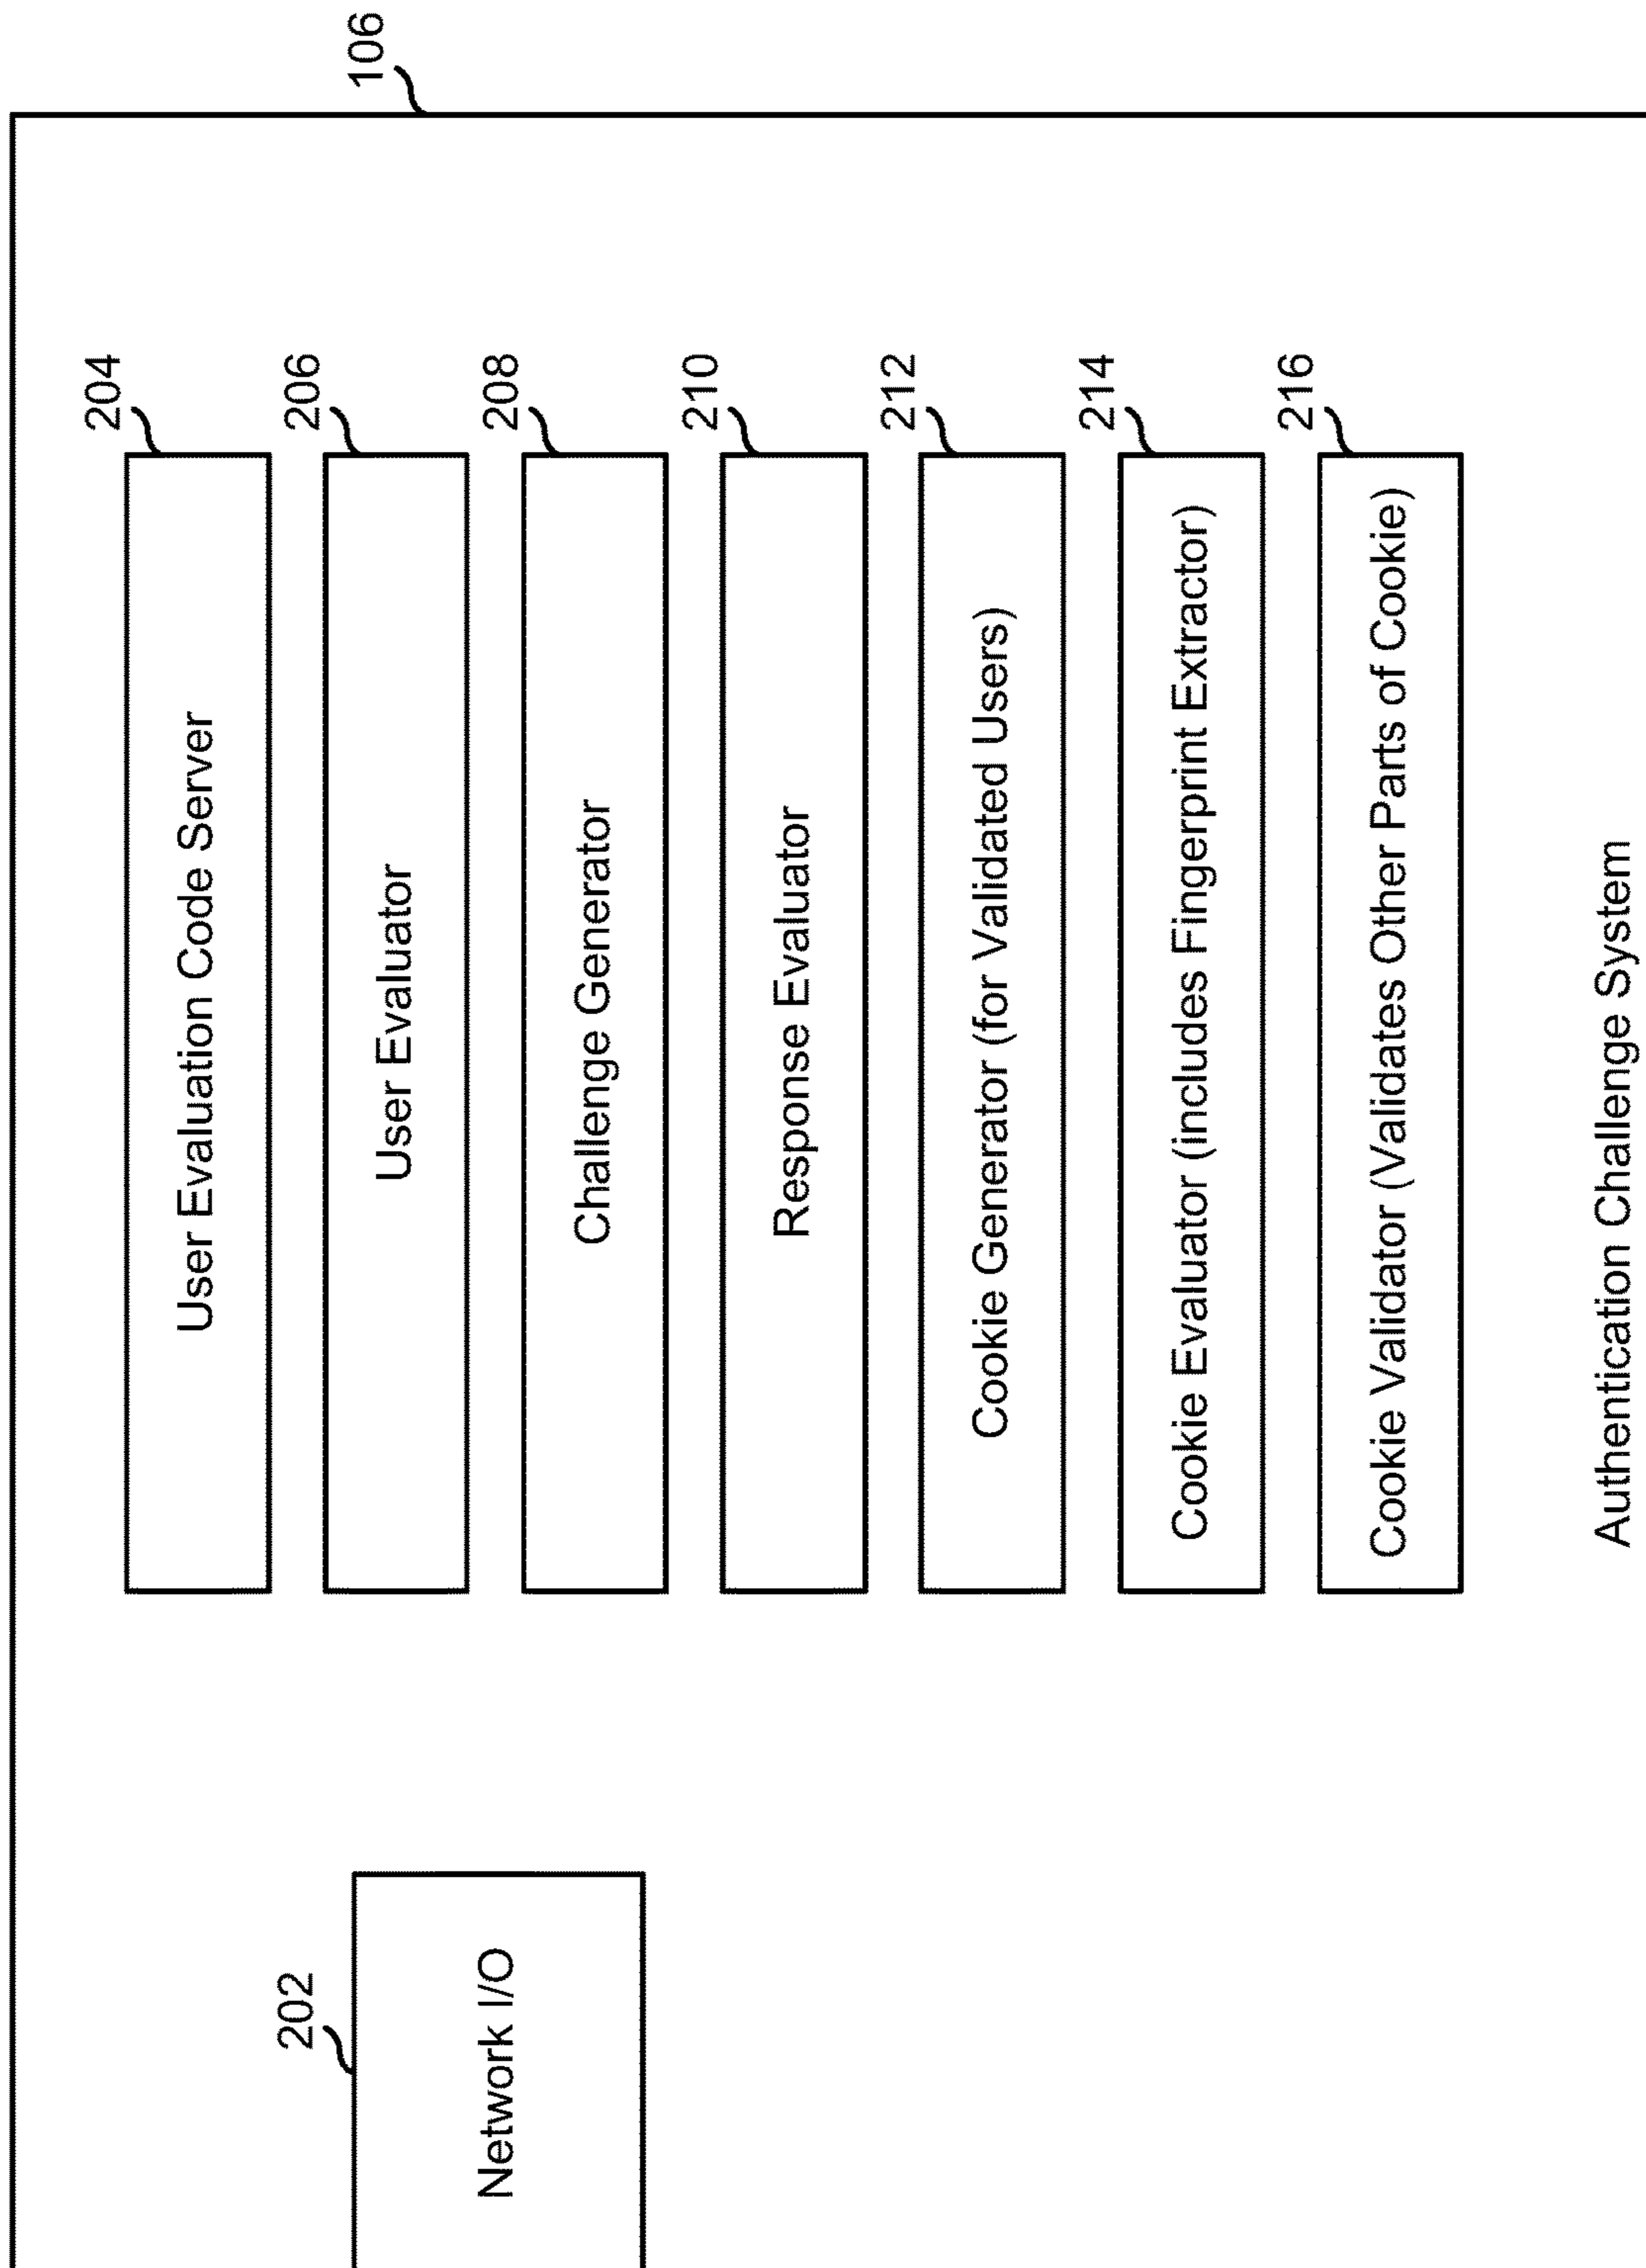 106
202
Network I/O
204
User Evaluation Code Server
206
User Evaluator
208
Challenge Generator
210
Response Evaluator
212
Cookie Generator (for Validated Users)
214
Cookie Evaluator (includes Fingerprint Extractor)
216
Cookie Validator (Validates Other Parts of Cookie)
Authentication Challenge System